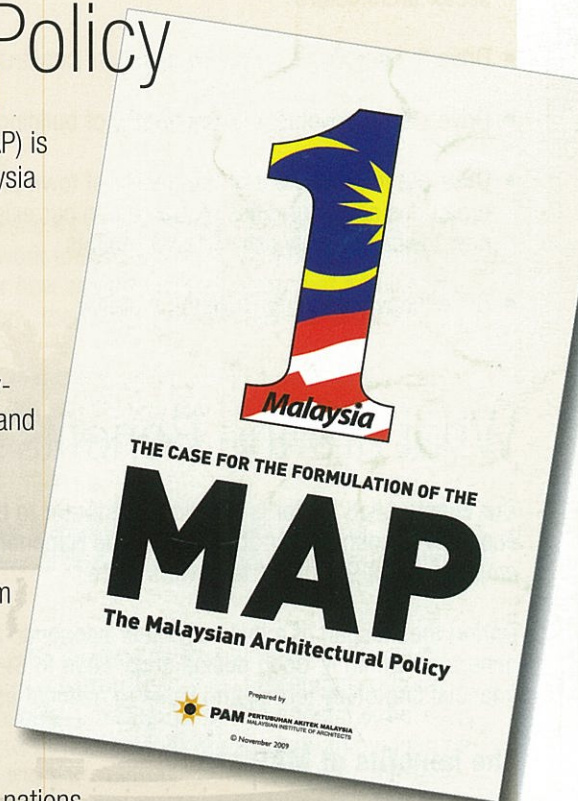 Policy
P) is
ysia
-
and
m
nations
1
Malaysia
THE CASE FOR THE FORMULATION OF THE
MAP
The Malaysian Architectural Policy
Prepared by
PAM PERTUBUHAN AKITEK MALAYSIA
MALAYSIAN INSTITUTE OF ARCHITECTS
© November 2009